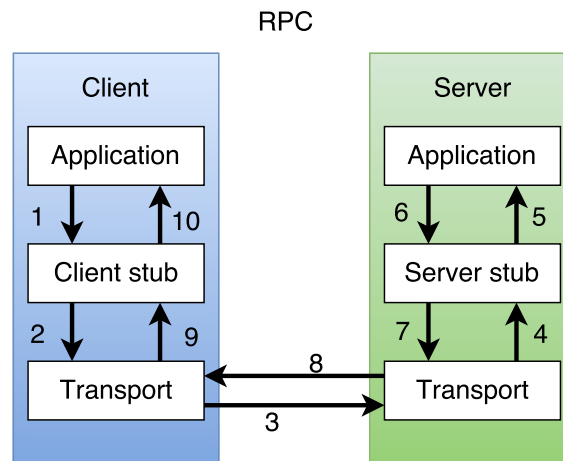 RPC
Client
Server
Application
Application
1
10
6
5
Client stub
Server stub
2
9
7
4
8
Transport
Transport
3